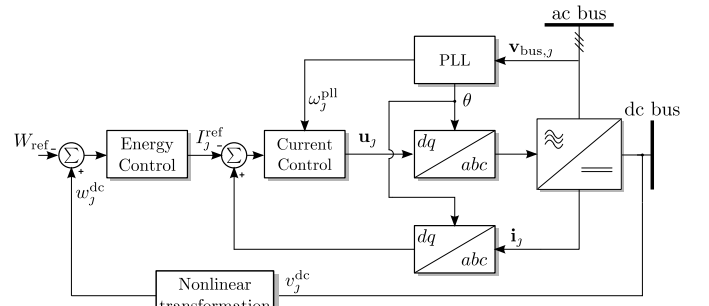 ac bus
PLL
v_bus,j
dc bus
ω_j^pll
θ
W_ref
-
Σ
+
Energy
Control
I_j^ref
-
Σ
+
Current
Control
u_j
dq
abc
w_j^dc
dq
abc
i_j
Nonlinear
transformation
v_j^dc